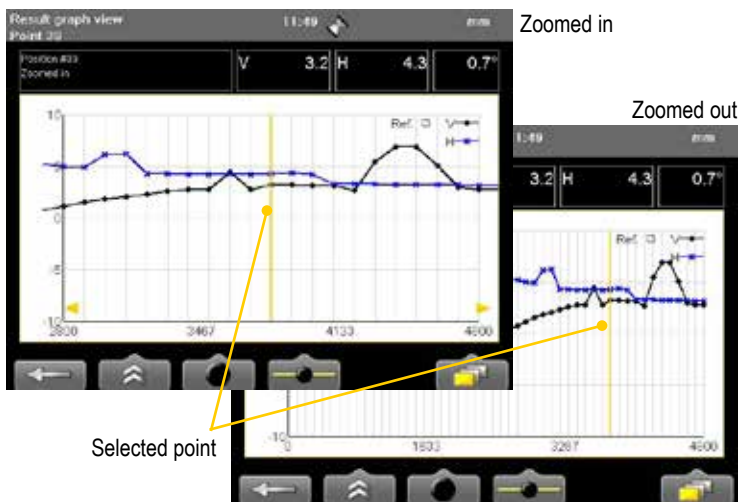 Result graph view
11:49
mm
Point 39
Zoomed in
Position #39
Zoomed in
V 3.2 H 4.3 0.7°
Zoomed out
11:49
mm
3.2 H 4.3 0.7°
10
Ref. V
H
5
0
-5
-10
2800 3467 4133 4800
Ref. V
H
Selected point
-10
0 1633 3267 4900